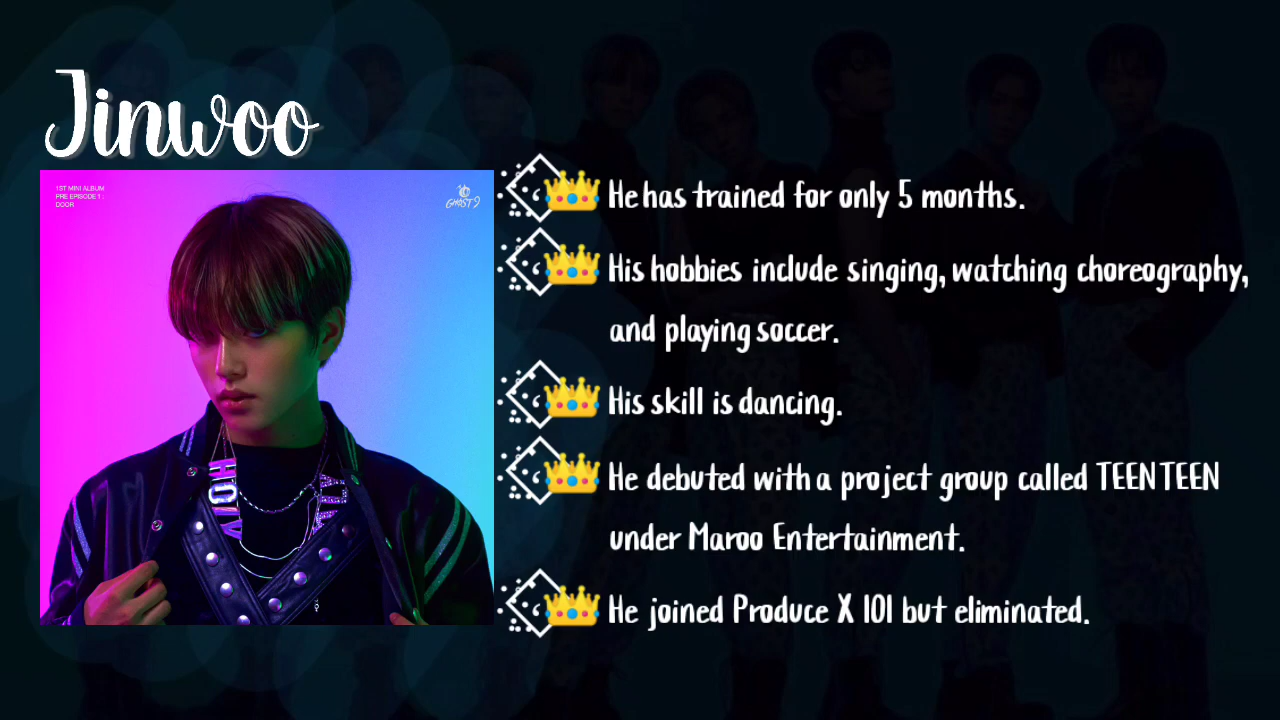 Jinwoo
1ST MINI ALBUM
PRE EPISODE 1 :
DOOR
GHOST9
He has trained for only 5 months.
His hobbies include singing, watching choreography,
and playing soccer.
His skill is dancing.
He debuted with a project group called TEEN TEEN
under Maroo Entertainment.
He joined Produce X 101 but eliminated.